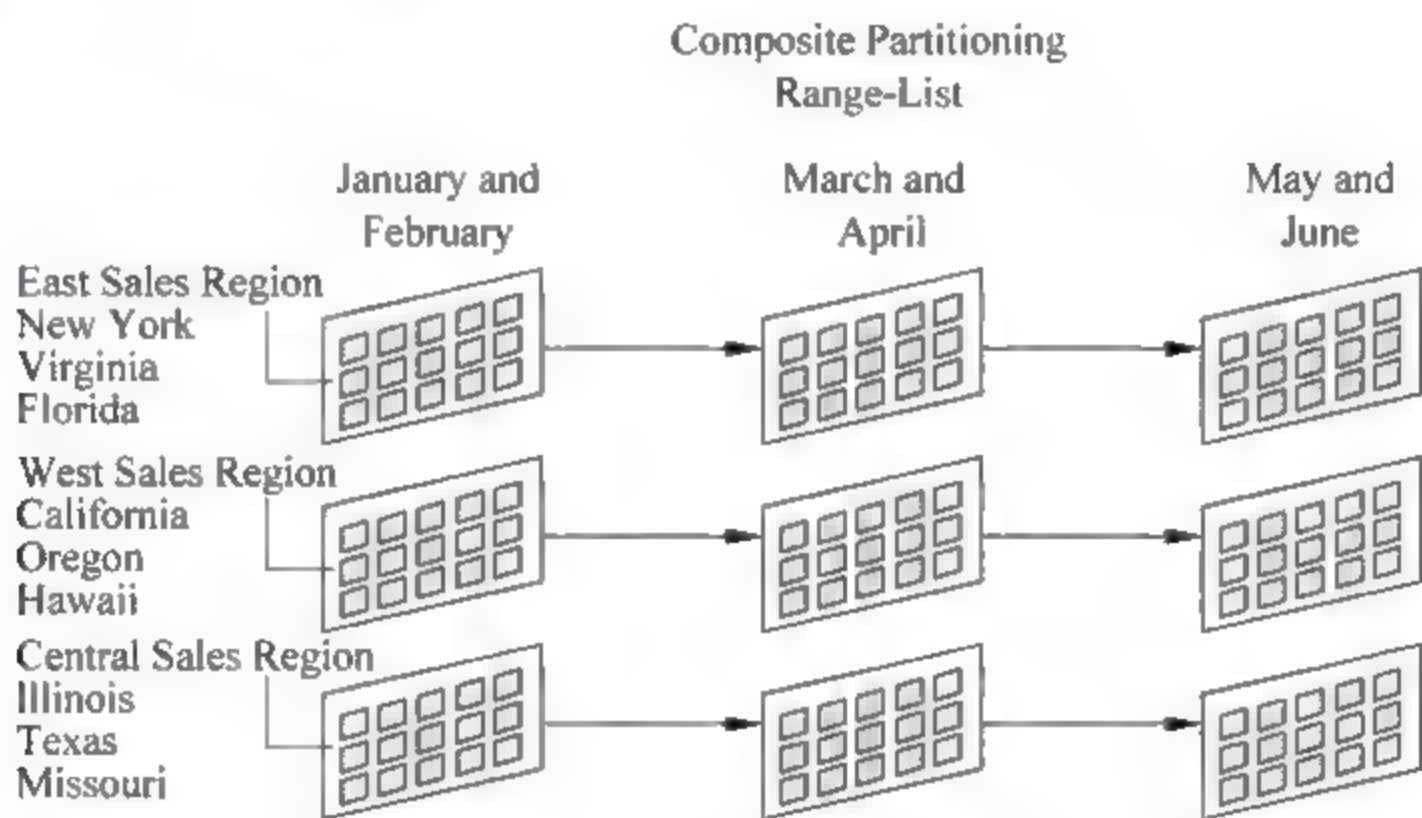 Composite Partitioning
Range-List
January and
February
March and
April
May and
June
East Sales Region
New York
Virginia
Florida
West Sales Region
California
Oregon
Hawaii
Central Sales Region
Illinois
Texas
Missouri